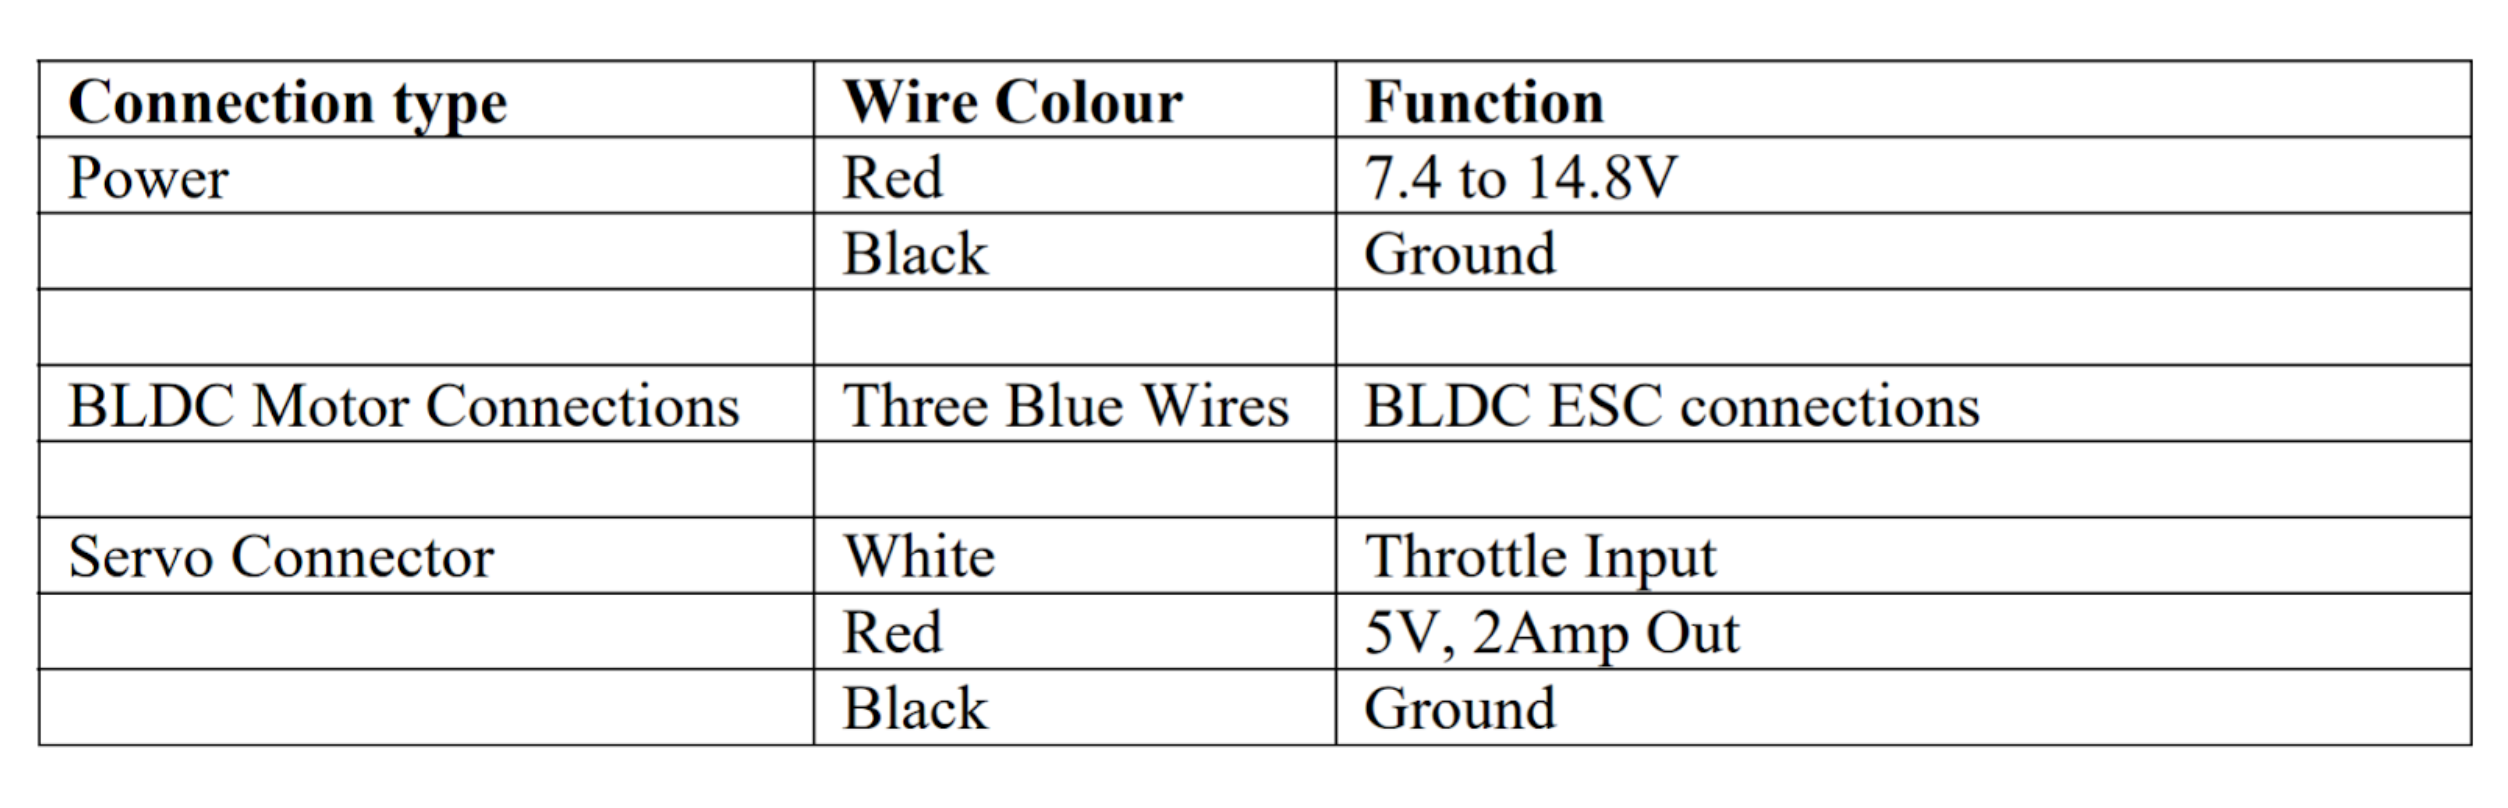 Connection type Wire Colour Function
Power Red 7.4 to 14.8V
Black Ground
BLDC Motor Connections Three Blue Wires BLDC ESC connections
Servo Connector White Throttle Input
Red 5V, 2Amp Out
Black Ground